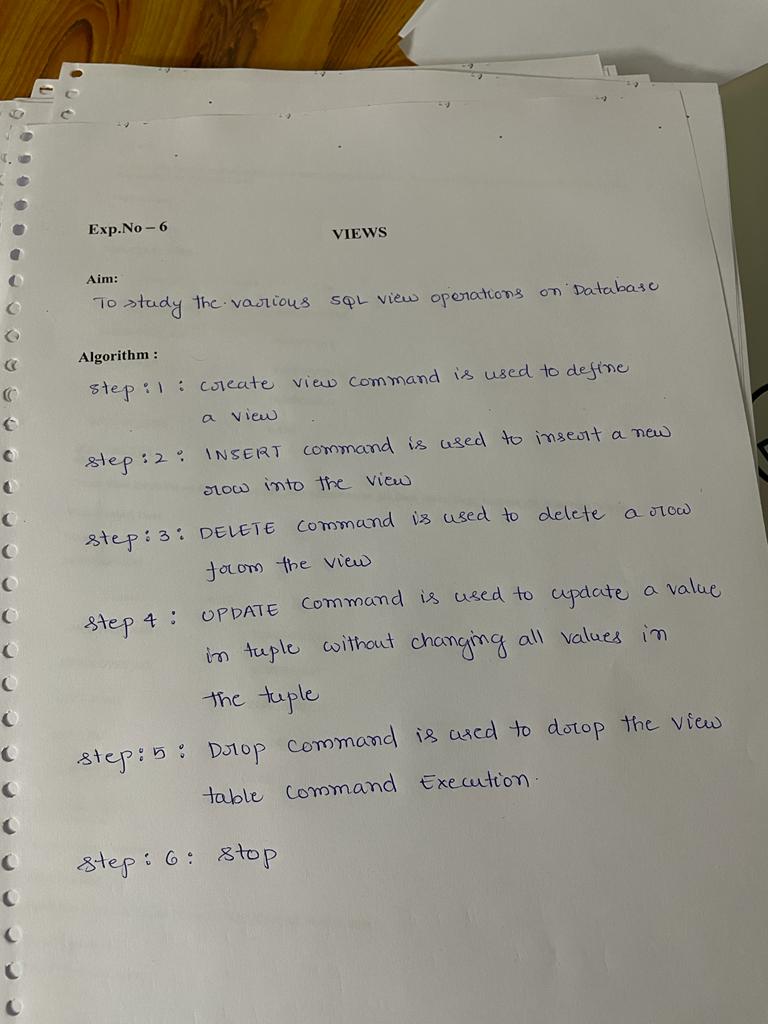 Exp.No – 6
VIEWS
Aim:
To study the various SQL view operations on Database
Algorithm :
Step : 1 : Create view command is used to define
a view
Step : 2 : INSERT command is used to insert a new
row into the view
Step : 3 : DELETE command is used to delete a row
from the view
Step 4 : UPDATE command is used to update a value
in tuple without changing all values in
the tuple
Step : 5 : Drop command is used to drop the view
table command Execution.
Step : 6 : Stop